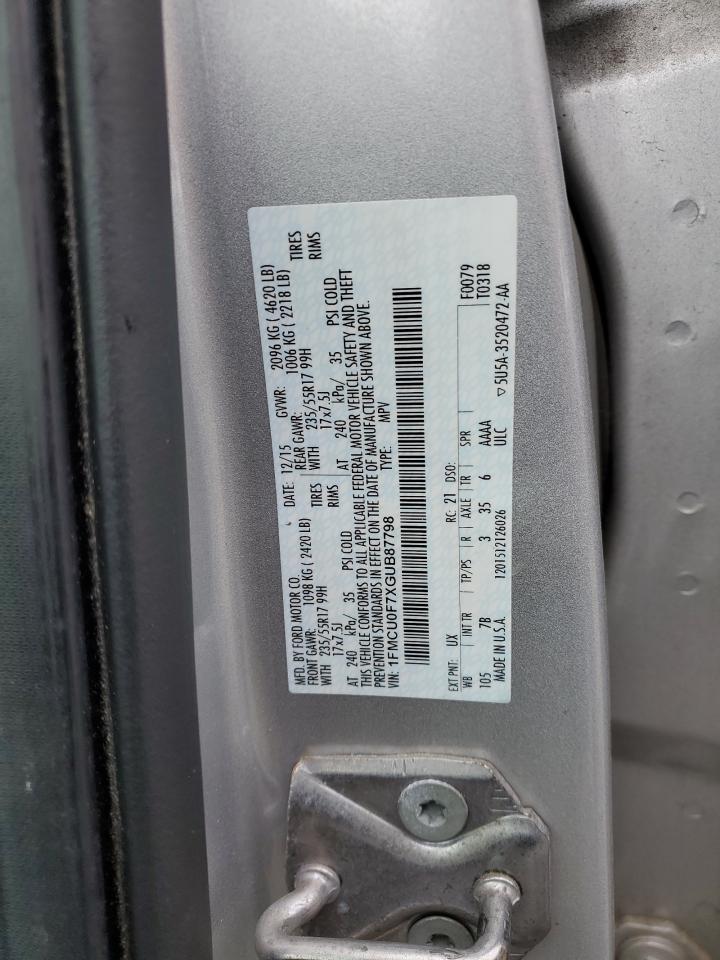 MFD. BY FORD MOTOR CO. DATE: 12/15 GVWR: 2096 KG ( 4620 LB)
FRONT GAWR: 1098 KG ( 2420 LB) REAR GAWR: 1006 KG ( 2218 LB)
WITH 235/55R17 99H TIRES WITH 235/55R17 99H TIRES
17x7.5J RIMS 17x7.5J RIMS
AT 240 kPa/ 35 PSI COLD AT 240 kPa/ 35 PSI COLD
THIS VEHICLE CONFORMS TO ALL APPLICABLE FEDERAL MOTOR VEHICLE SAFETY AND THEFT
PREVENTION STANDARDS IN EFFECT ON THE DATE OF MANUFACTURE SHOWN ABOVE.
VIN: 1FMCU0F7XGUB87798 TYPE: MPV
EXT PNT: UX RC: 21 DSO: F0079
WB INT TR TP/PS R AXLE TR SPR T0318
105 7B 3 35 6 AAAA
MADE IN U.S.A. 1201512126026 ULC ▽5U5A-3520472-AA